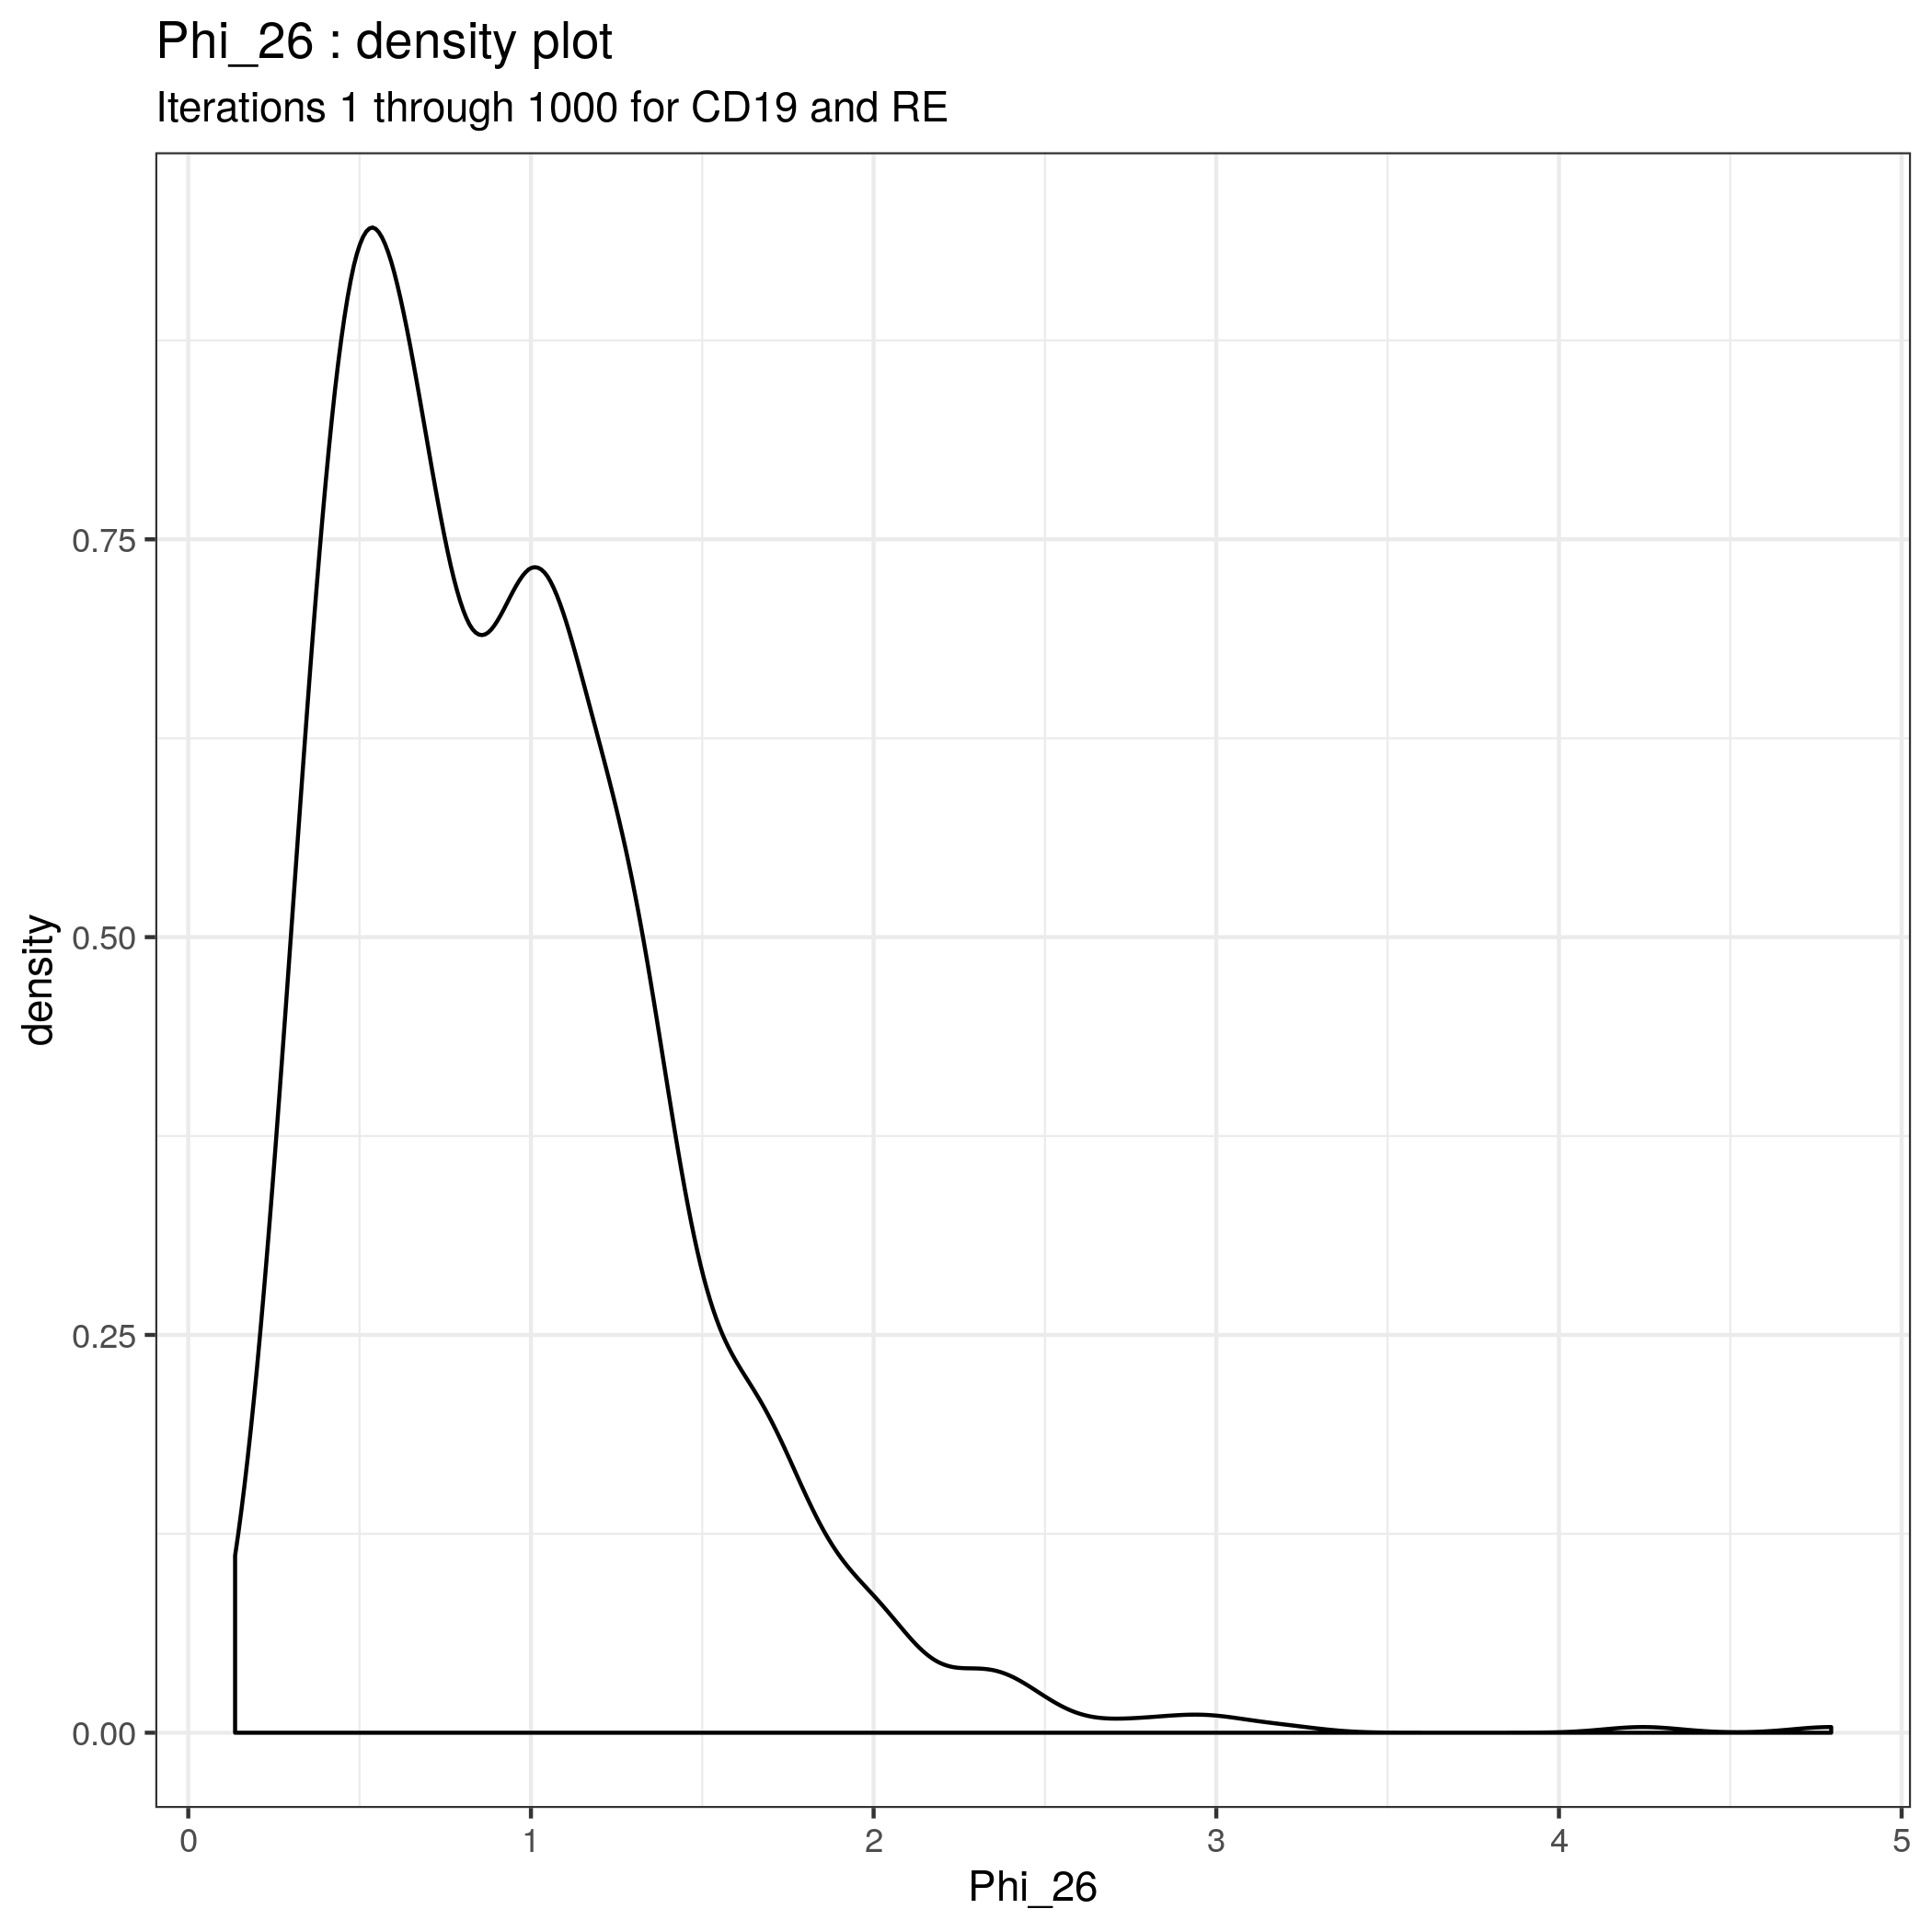 Phi_26 : density plot
Iterations 1 through 1000 for CD19 and RE
density
0.75
0.50
0.25
0.00
0 1 2 3 4 5
Phi_26